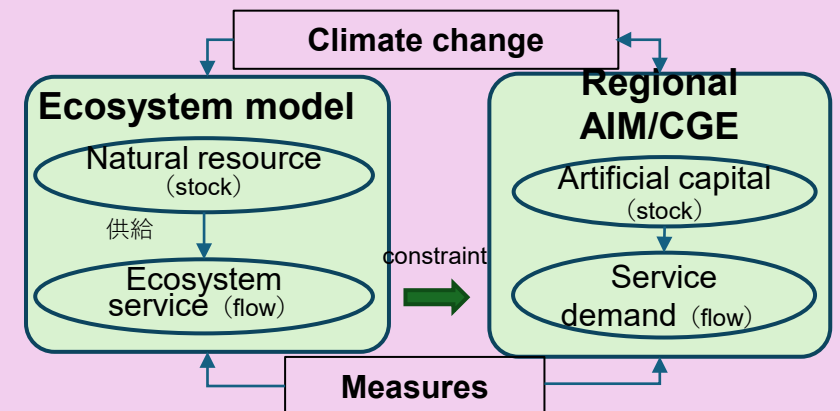 Climate change
Ecosystem model
Natural resource
（stock）
供給
Ecosystem
service（flow）
constraint
Regional
AIM/CGE
Artificial capital
（stock）
Service
demand（flow）
Measures